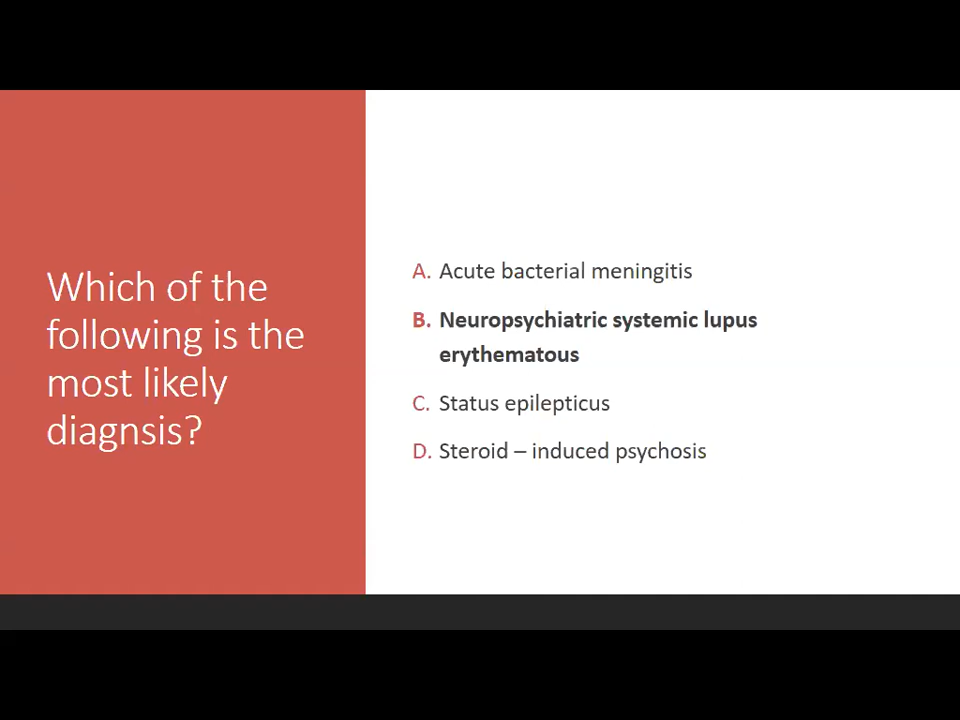 Which of the
following is the
most likely
diagnsis?
A. Acute bacterial meningitis
B. Neuropsychiatric systemic lupus
erythematous
C. Status epilepticus
D. Steroid – induced psychosis